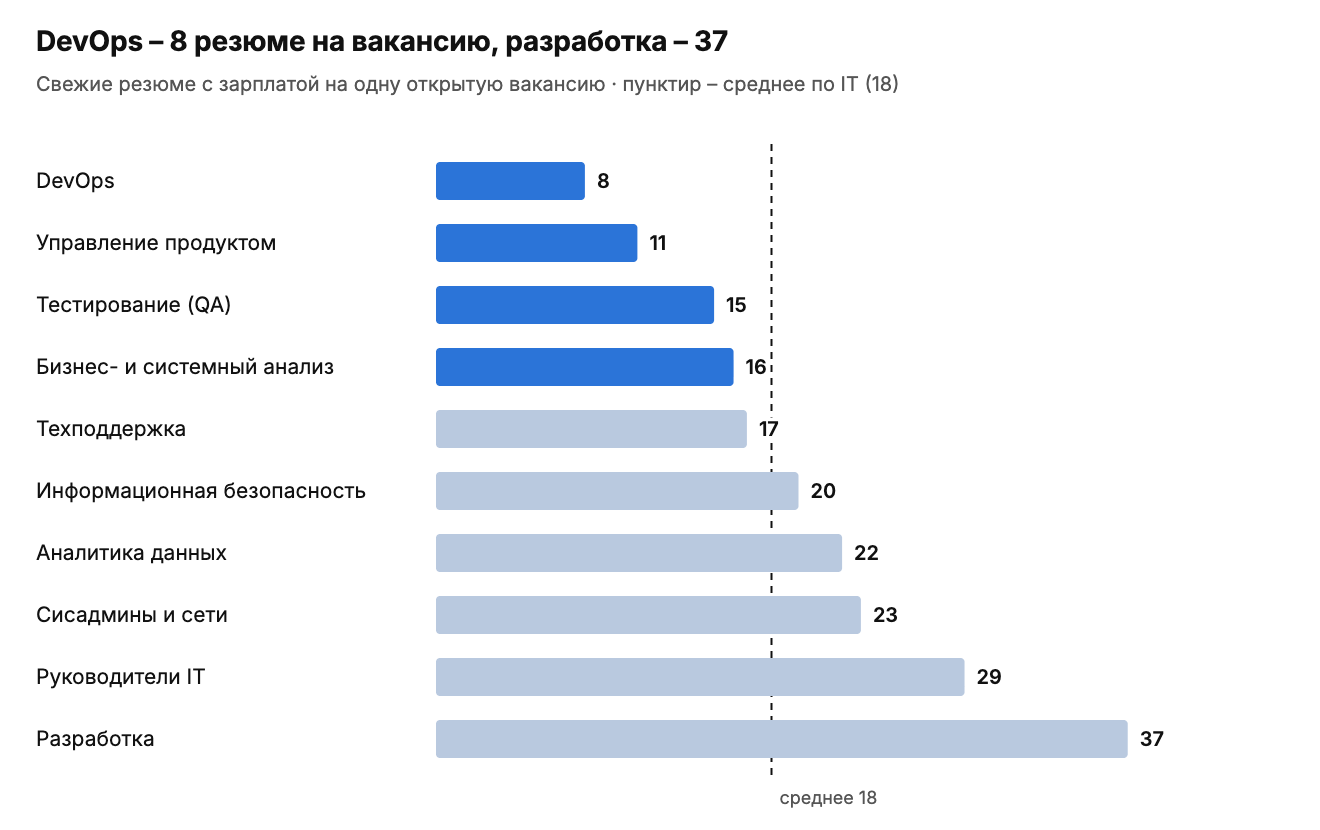 DevOps – 8 резюме на вакансию, разработка – 37
Свежие резюме с зарплатой на одну открытую вакансию · пунктир – среднее по IT (18)
DevOps 8
Управление продуктом 11
Тестирование (QA) 15
Бизнес- и системный анализ 16
Техподдержка 17
Информационная безопасность 20
Аналитика данных 22
Сисадмины и сети 23
Руководители IT 29
Разработка 37
среднее 18